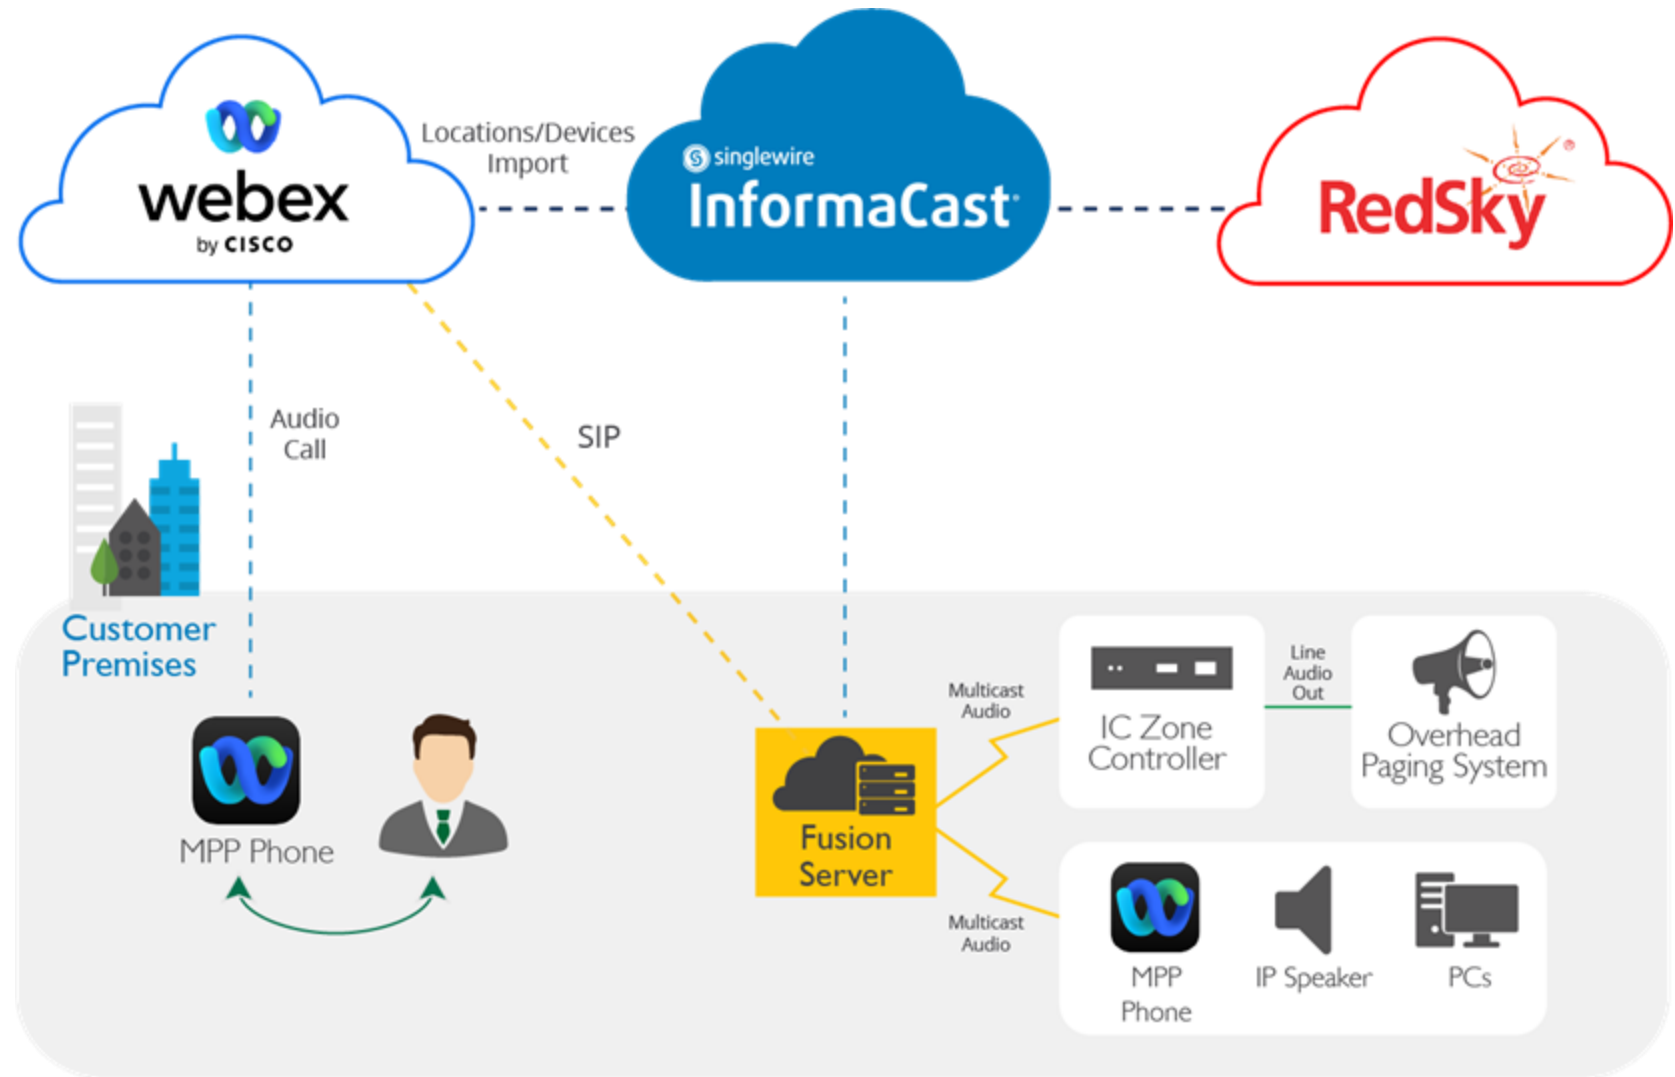 webex
by CISCO
Locations/Devices
Import
singlewire
InformaCast®
RedSky®
Audio
Call
SIP
Customer
Premises
MPP Phone
Fusion
Server
Multicast
Audio
IC Zone
Controller
Line
Audio
Out
Overhead
Paging System
Multicast
Audio
MPP
Phone
IP Speaker
PCs